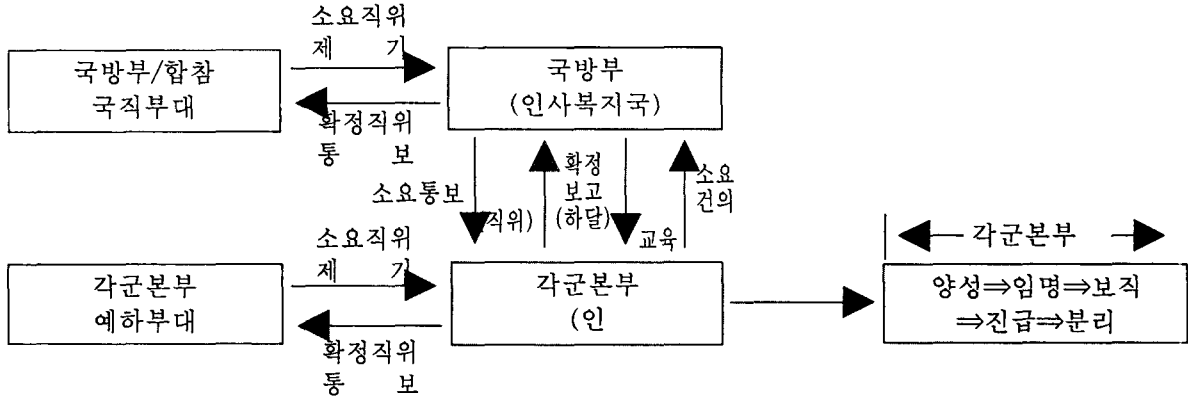 소요직위
제 기
국방부/합참
국직부대
국방부
(인사복지국)
확정직위
통 보
소요통보
(직위)
확정
보고
(하달)
교육
소요
건의
소요직위
제 기
각군본부
예하부대
각군본부
(인
확정직위
통 보
각군본부
양성⇒임명⇒보직
⇒진급⇒분리